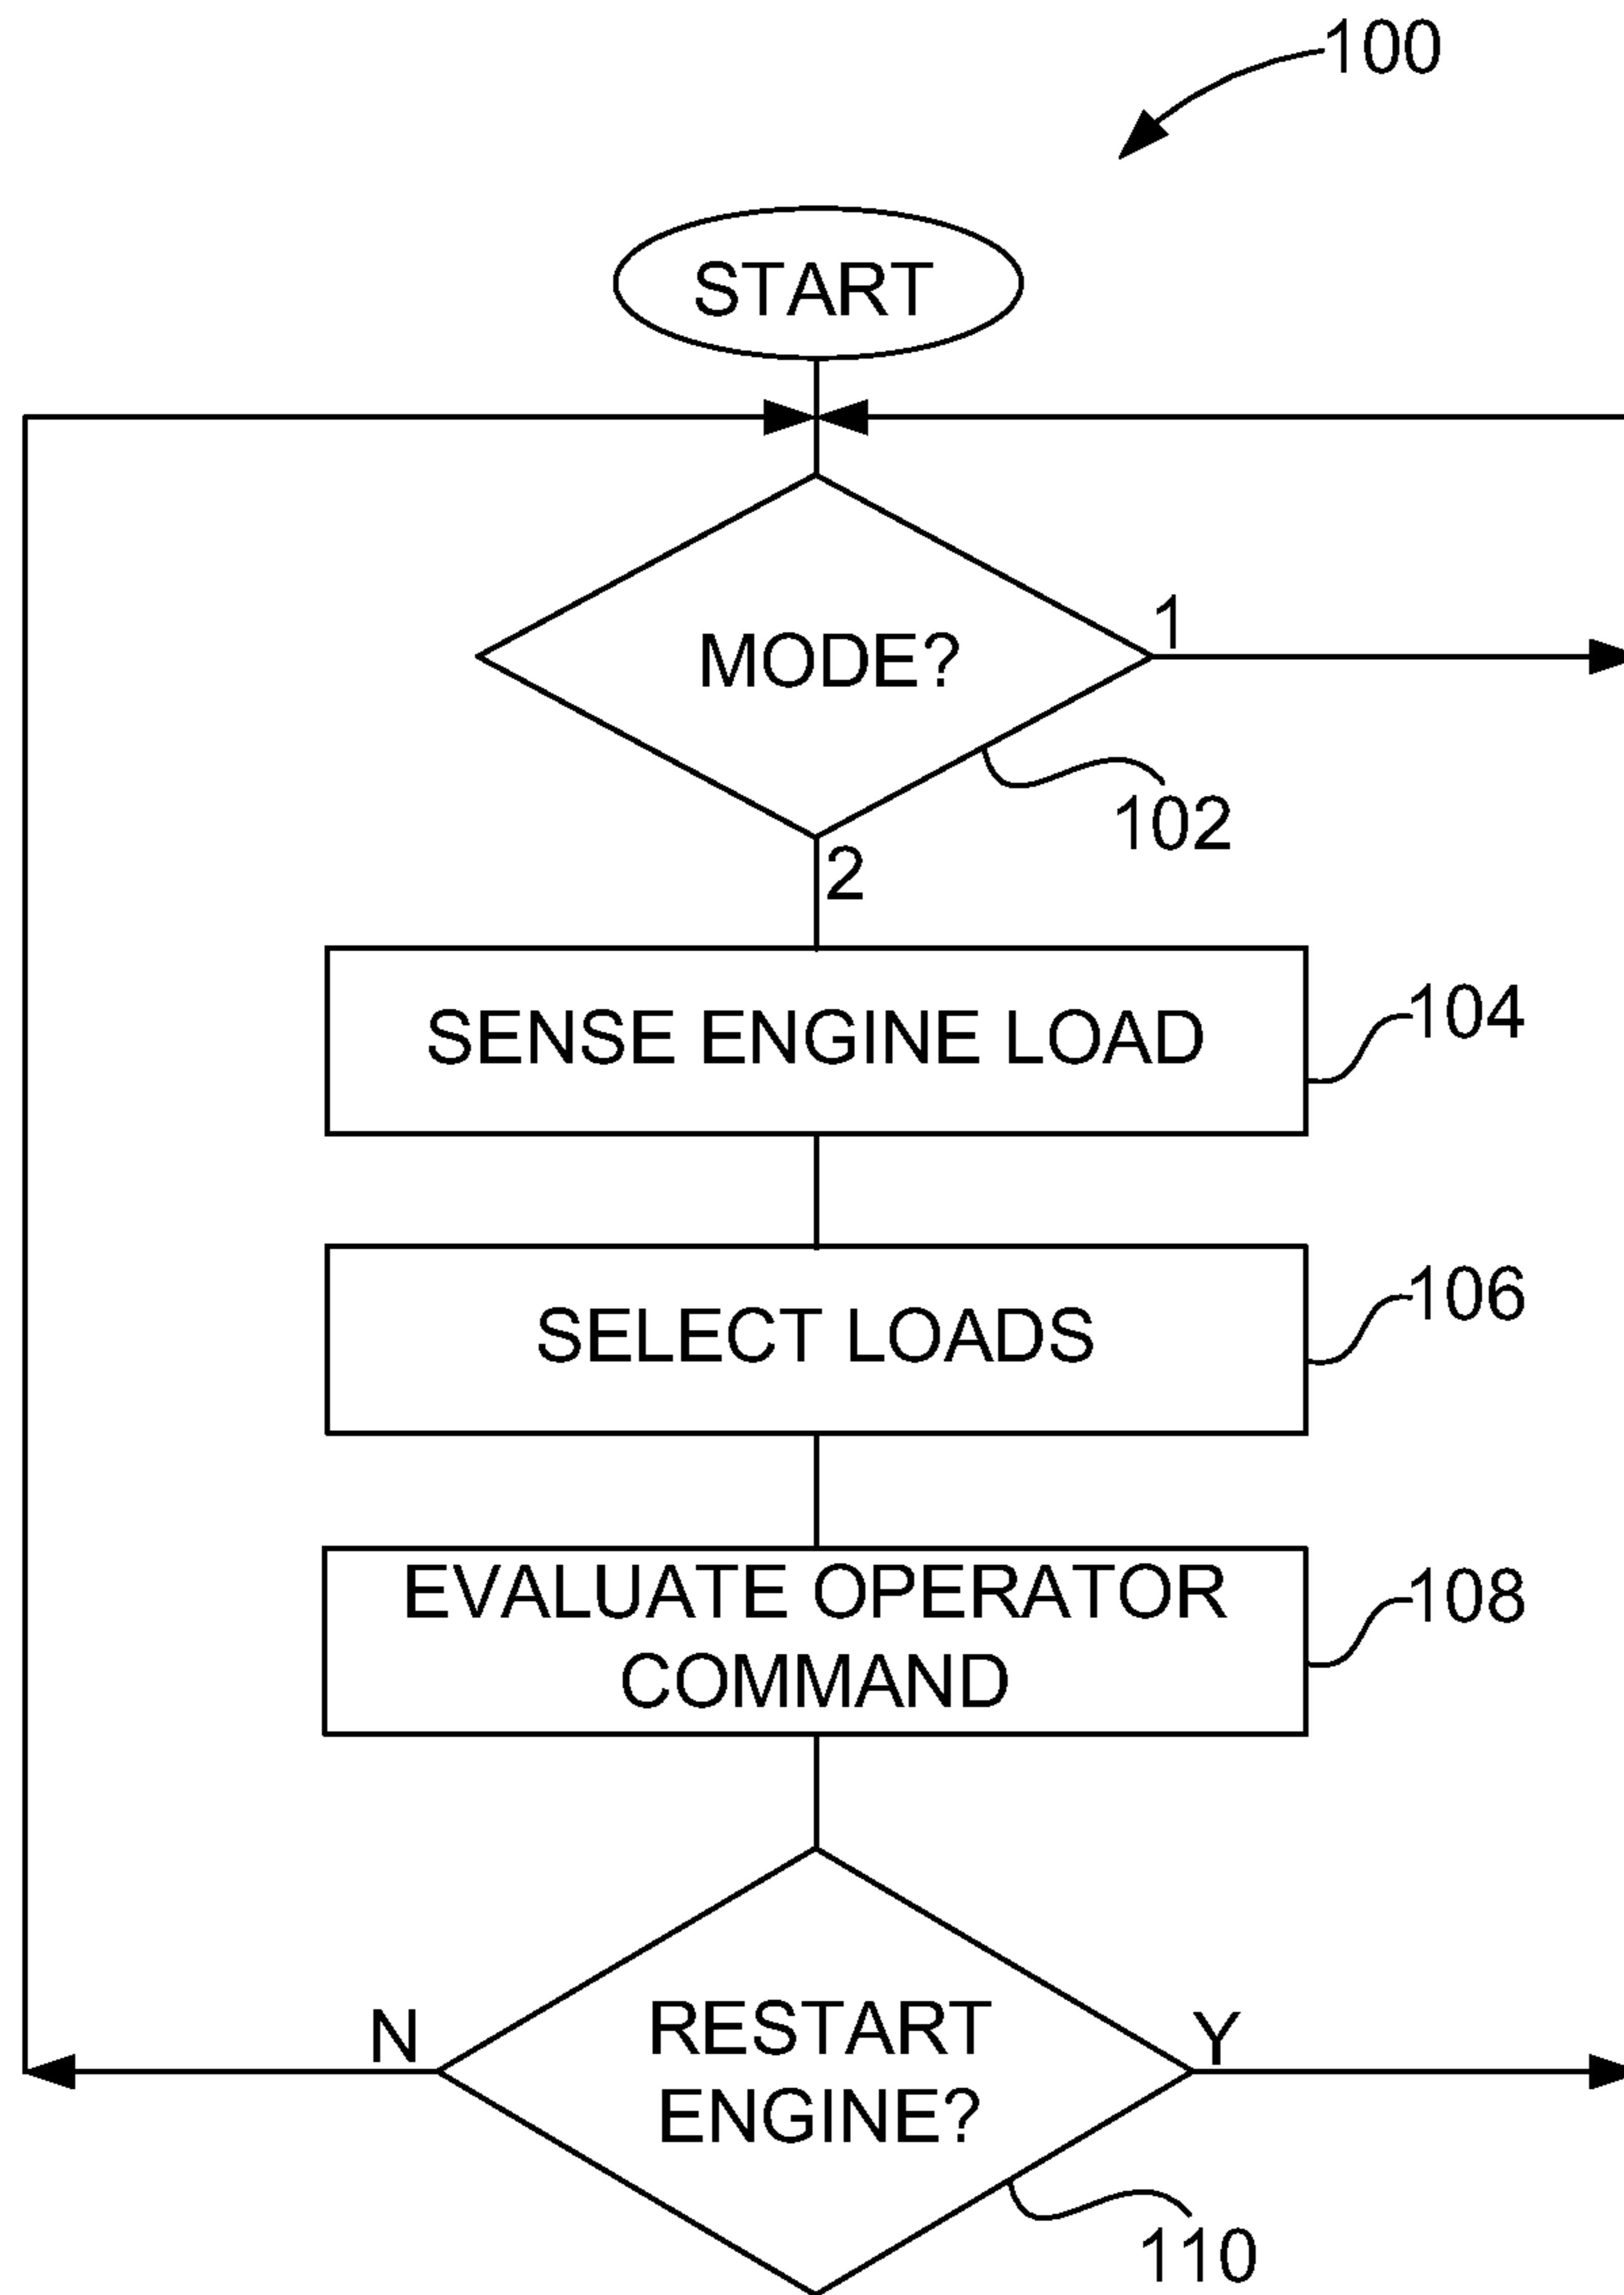 100
START
MODE?
1
102
2
SENSE ENGINE LOAD
104
SELECT LOADS
106
EVALUATE OPERATOR
COMMAND
108
N
RESTART
ENGINE?
Y
110